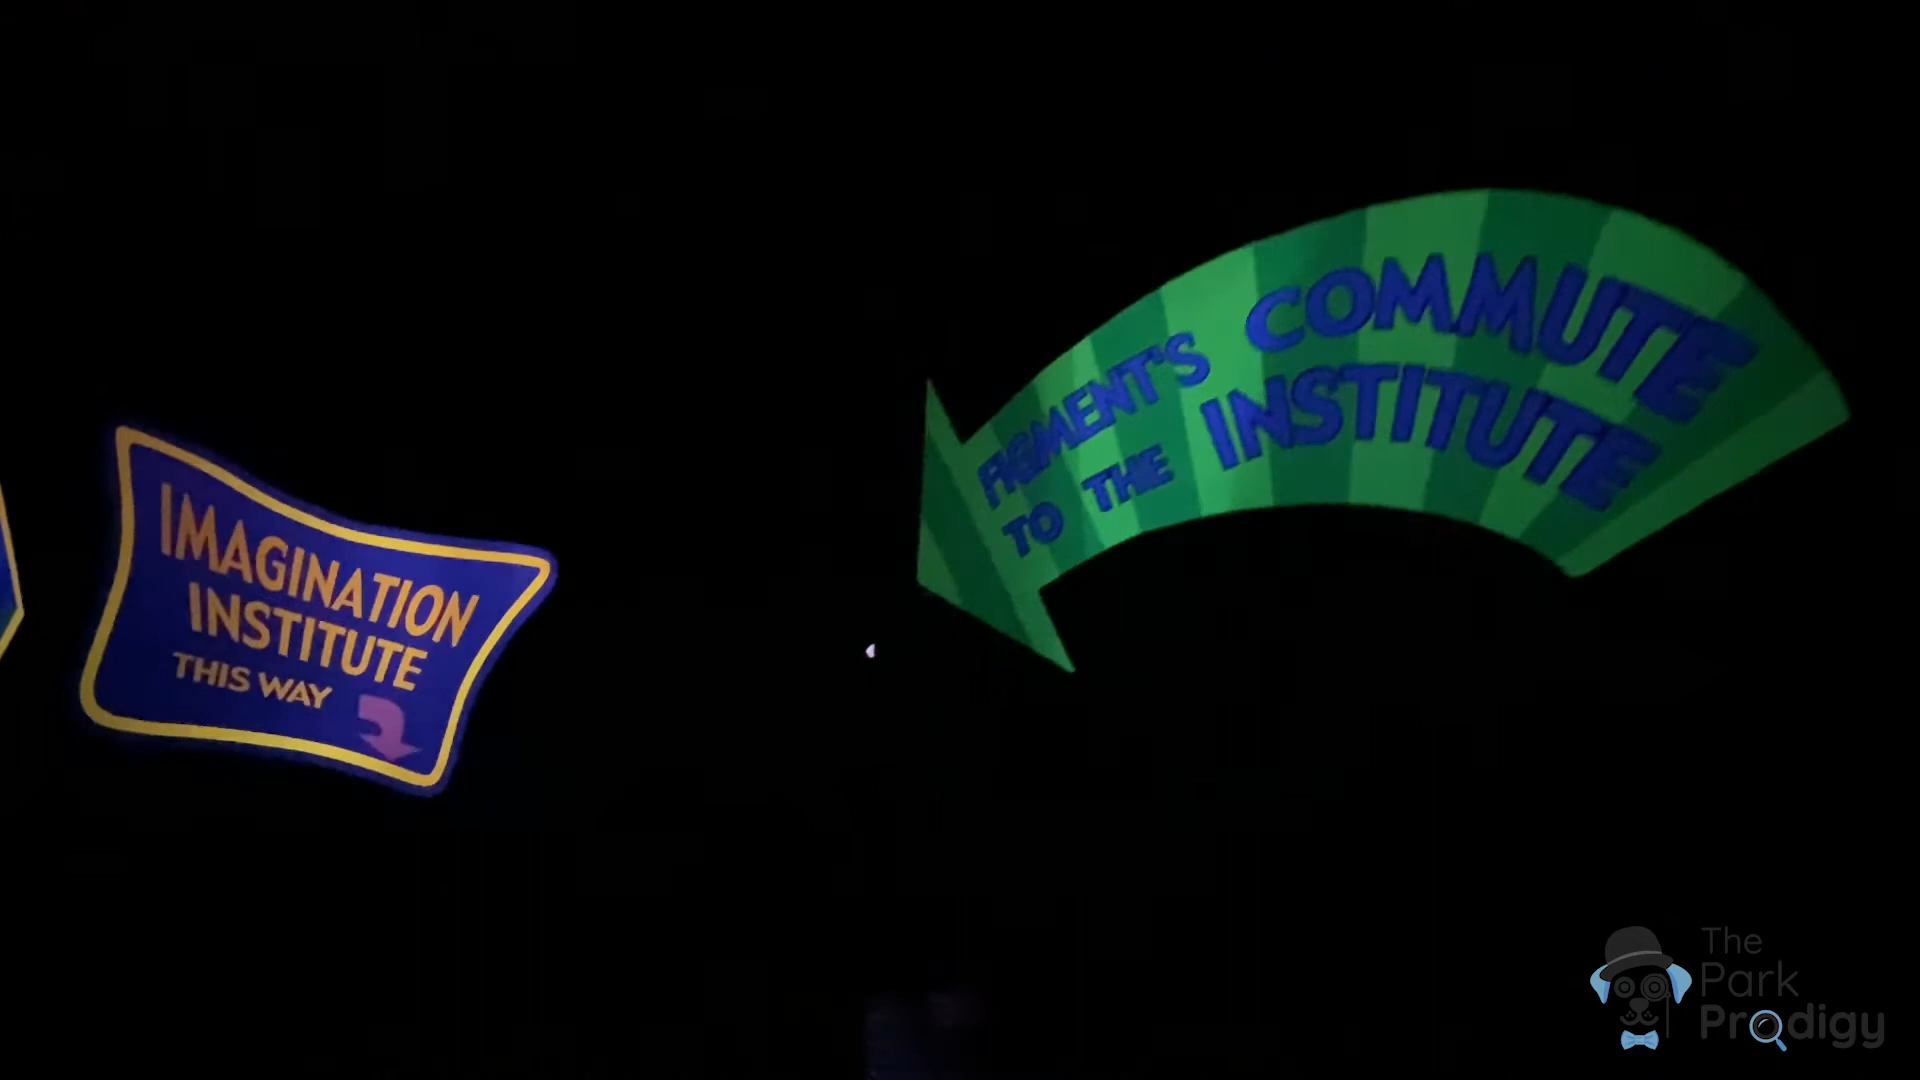 IMAGINATION
INSTITUTE
THIS WAY
FIGMENT'S COMMUTE
TO THE INSTITUTE
The
Park
Prodigy